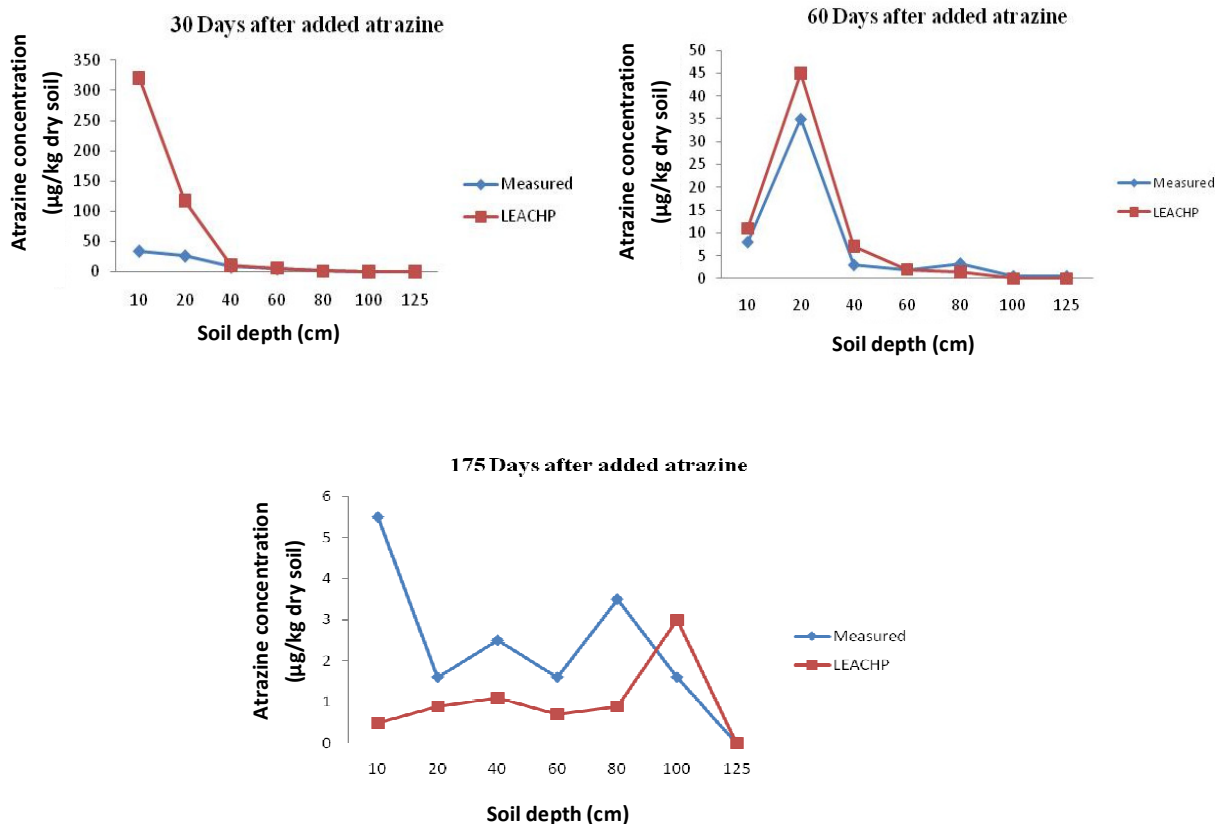 30 Days after added atrazine
Atrazine concentration
(µg/kg dry soil)
350
300
250
200
150
100
50
0
10 20 40 60 80 100 125
Soil depth (cm)
Measured
LEACHP
60 Days after added atrazine
Atrazine concentration
(µg/kg dry soil)
50
45
40
35
30
25
20
15
10
5
0
10 20 40 60 80 100 125
Soil depth (cm)
Measured
LEACHP
175 Days after added atrazine
Atrazine concentration
(µg/kg dry soil)
6
5
4
3
2
1
0
10 20 40 60 80 100 125
Soil depth (cm)
Measured
LEACHP